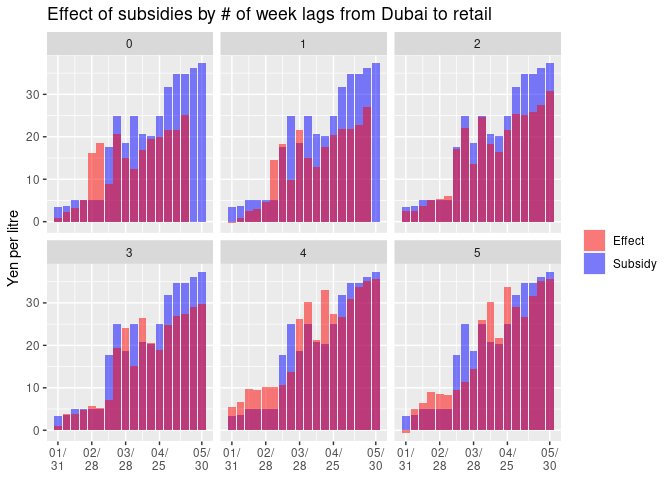 Effect of subsidies by # of week lags from Dubai to retail
0 1 2
30
20
10
0
3 4 5
30
20
10
0
01/ 02/ 03/ 04/ 05/ 01/ 02/ 03/ 04/ 05/ 01/ 02/ 03/ 04/ 05/
31 28 28 25 30 31 28 28 25 30 31 28 28 25 30
Yen per litre
Effect
Subsidy